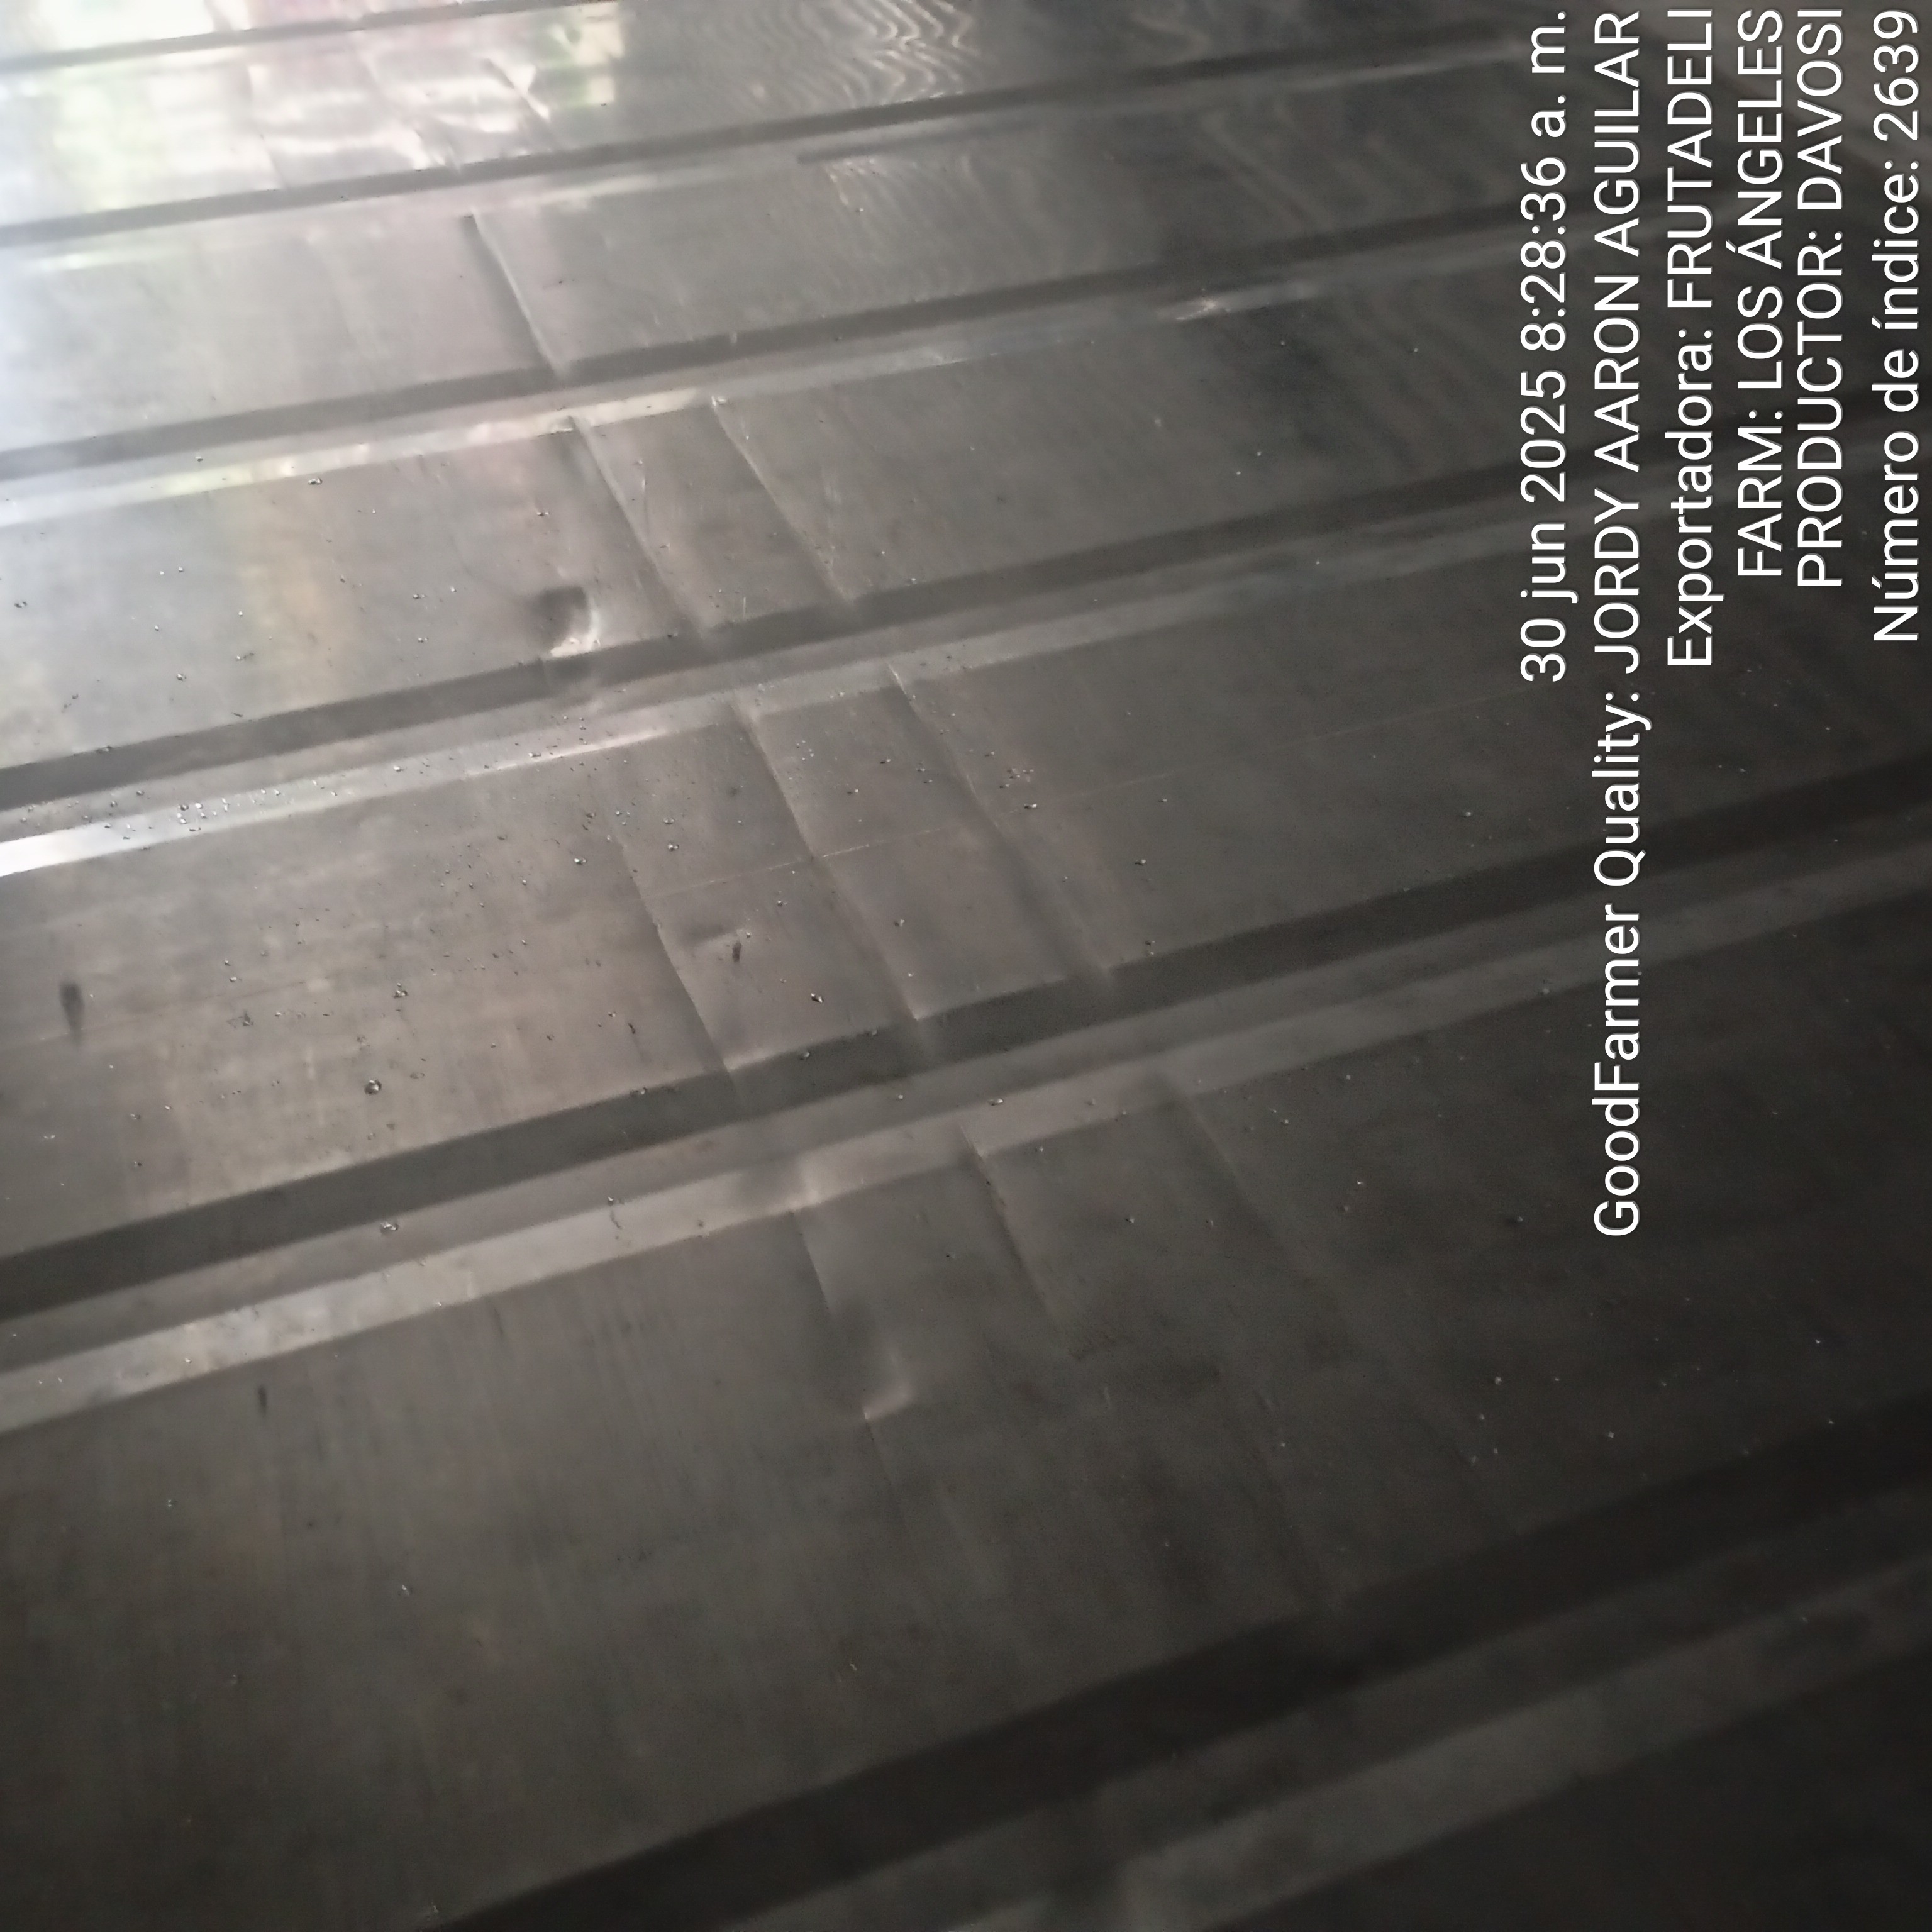 30 jun 2025 8:28:36 a. m.
GoodFarmer Quality: JORDY AARON AGUILAR
Exportadora: FRUTADELI
FARM: LOS ÁNGELES
PRODUCTOR: DAVOSI
Número de índice: 2639